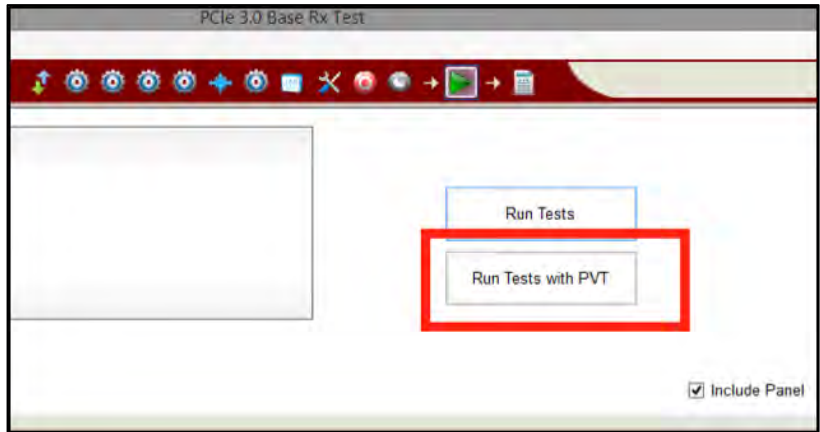 PCIe 3.0 Base Rx Test
Run Tests
Run Tests with PVT
Include Panel